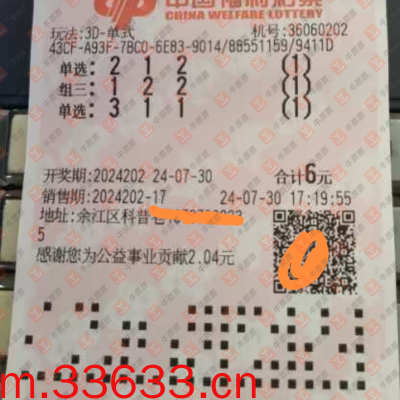 中国福利彩票
CHINA WELFARE LOTTERY
玩法:3D-单式 机号:36060202
43CF-A93F-7BC0-6E83-9014/88551159/9411D
单选: 2 1 2 (1)
组三: 1 2 2 (1)
单选: 3 1 1 (1)
开奖期:2024202 24-07-30 合计6元
销售期:2024202-17 24-07-30 17:19:55
地址:余江区科普
5
感谢您为公益事业贡献2.04元
m.33633.cn